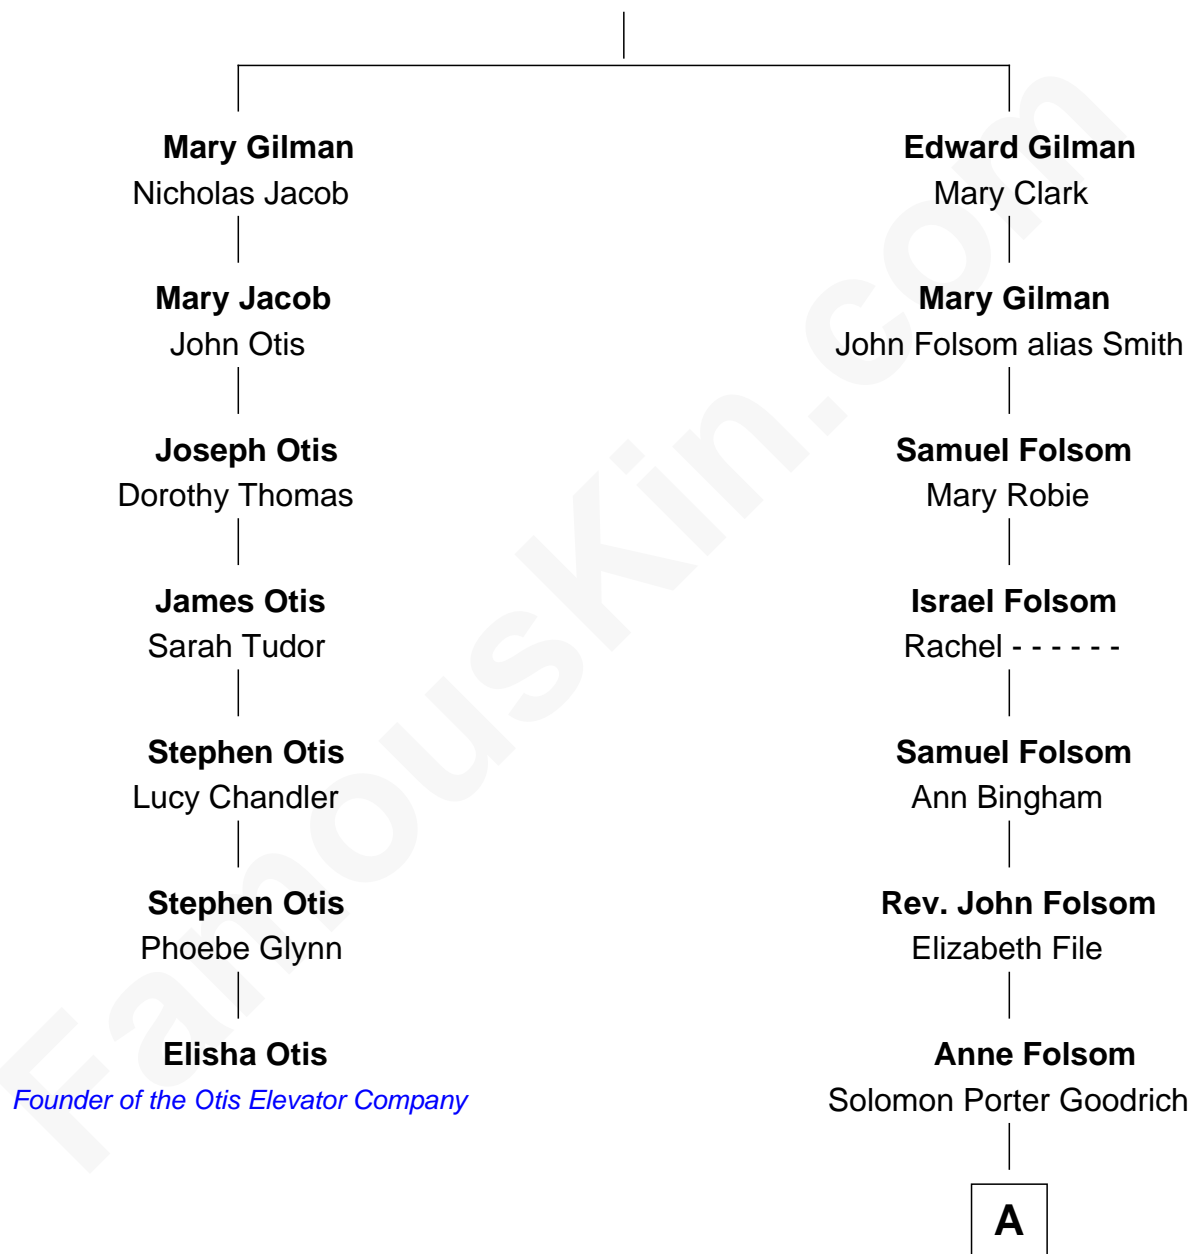 Mary Gilman
Nicholas Jacob
Edward Gilman
Mary Clark
Mary Jacob
John Otis
Mary Gilman
John Folsom alias Smith
Joseph Otis
Dorothy Thomas
Samuel Folsom
Mary Robie
James Otis
Sarah Tudor
Israel Folsom
Rachel - - - - - -
Stephen Otis
Lucy Chandler
Samuel Folsom
Ann Bingham
Stephen Otis
Phoebe Glynn
Rev. John Folsom
Elizabeth File
Elisha Otis
Founder of the Otis Elevator Company
Anne Folsom
Solomon Porter Goodrich
A
FamousKin.com